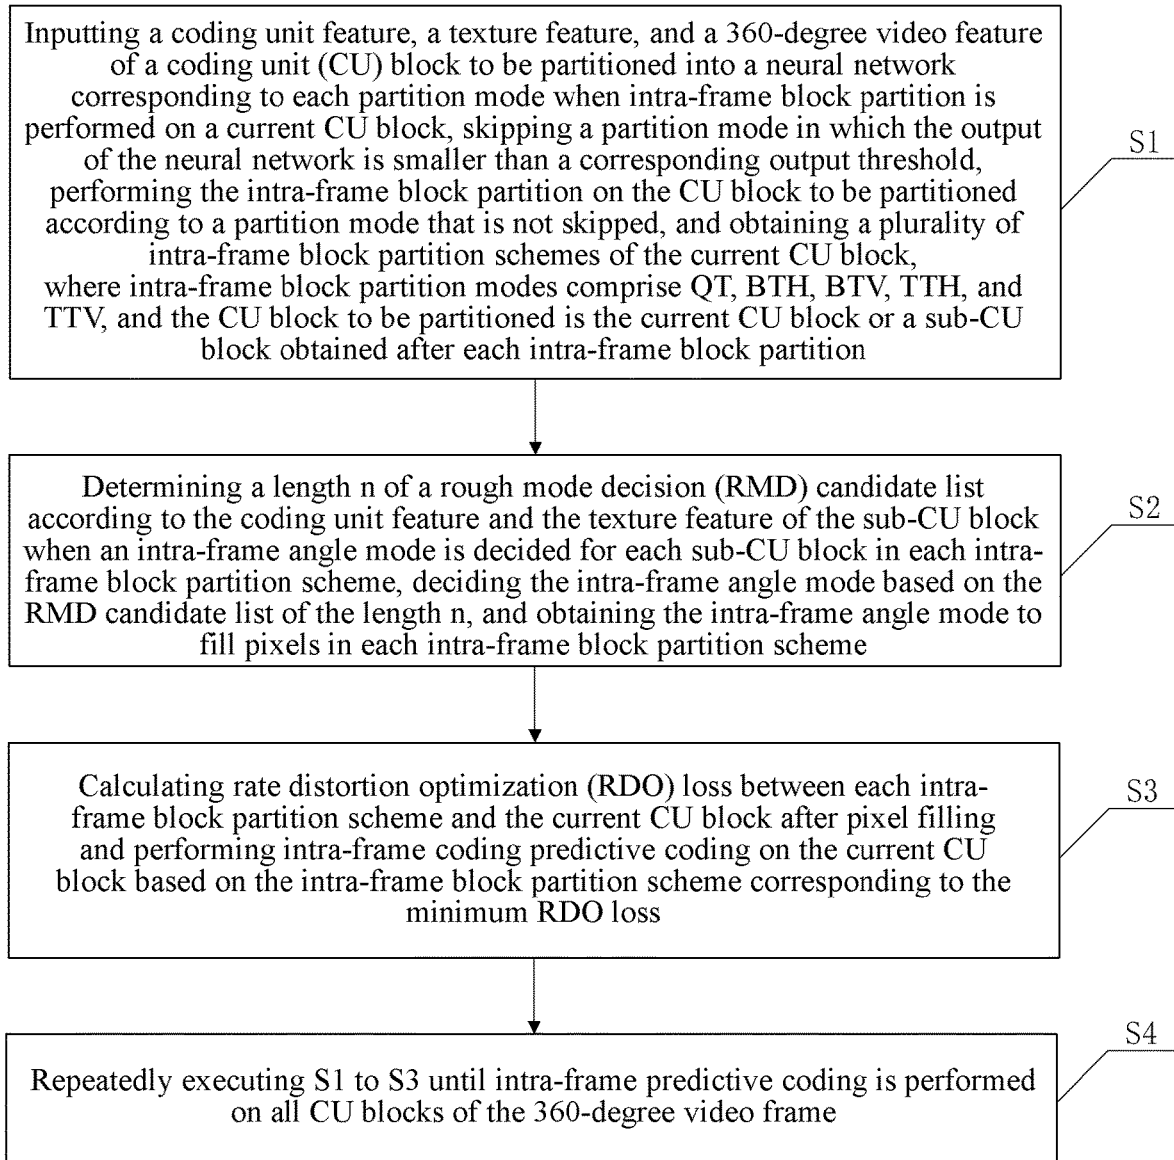 Inputting a coding unit feature, a texture feature, and a 360-degree video feature
of a coding unit (CU) block to be partitioned into a neural network
corresponding to each partition mode when intra-frame block partition is
performed on a current CU block, skipping a partition mode in which the output
of the neural network is smaller than a corresponding output threshold,
performing the intra-frame block partition on the CU block to be partitioned
according to a partition mode that is not skipped, and obtaining a plurality of
intra-frame block partition schemes of the current CU block,
where intra-frame block partition modes comprise QT, BTH, BTV, TTH, and
TTV, and the CU block to be partitioned is the current CU block or a sub-CU
block obtained after each intra-frame block partition
S1
Determining a length n of a rough mode decision (RMD) candidate list
according to the coding unit feature and the texture feature of the sub-CU block
when an intra-frame angle mode is decided for each sub-CU block in each intra-
frame block partition scheme, deciding the intra-frame angle mode based on the
RMD candidate list of the length n, and obtaining the intra-frame angle mode to
fill pixels in each intra-frame block partition scheme
S2
Calculating rate distortion optimization (RDO) loss between each intra-
frame block partition scheme and the current CU block after pixel filling
and performing intra-frame coding predictive coding on the current CU
block based on the intra-frame block partition scheme corresponding to the
minimum RDO loss
S3
Repeatedly executing S1 to S3 until intra-frame predictive coding is performed
on all CU blocks of the 360-degree video frame
S4